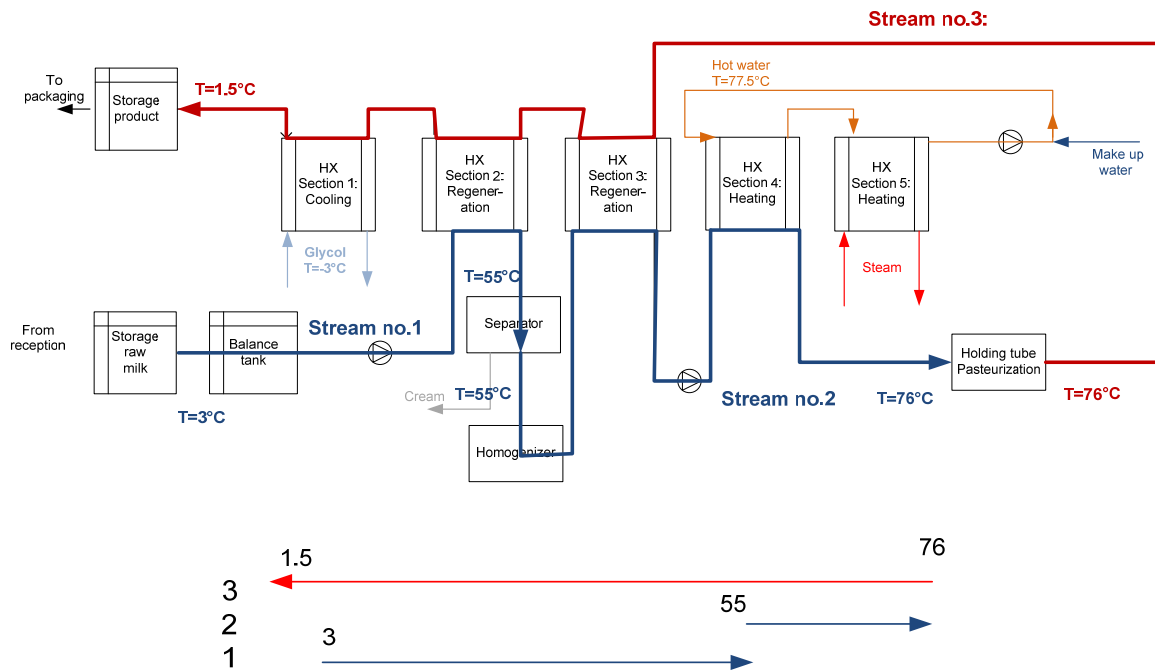 Stream no.3:
To
packaging
Storage
product
T=1.5°C
Hot water
T=77.5°C
HX
Section 1:
Cooling
HX
Section 2:
Regener-
ation
HX
Section 3:
Regener-
ation
HX
Section 4:
Heating
HX
Section 5:
Heating
Make up
water
Glycol
T=-3°C
T=55°C
Steam
From
reception
Storage
raw
milk
Balance
tank
Stream no.1
Separator
Holding tube
Pasteurization
Cream
T=55°C
Stream no.2
T=3°C
T=76°C
T=76°C
Homogenizer
1.5
76
3
55
2
3
1